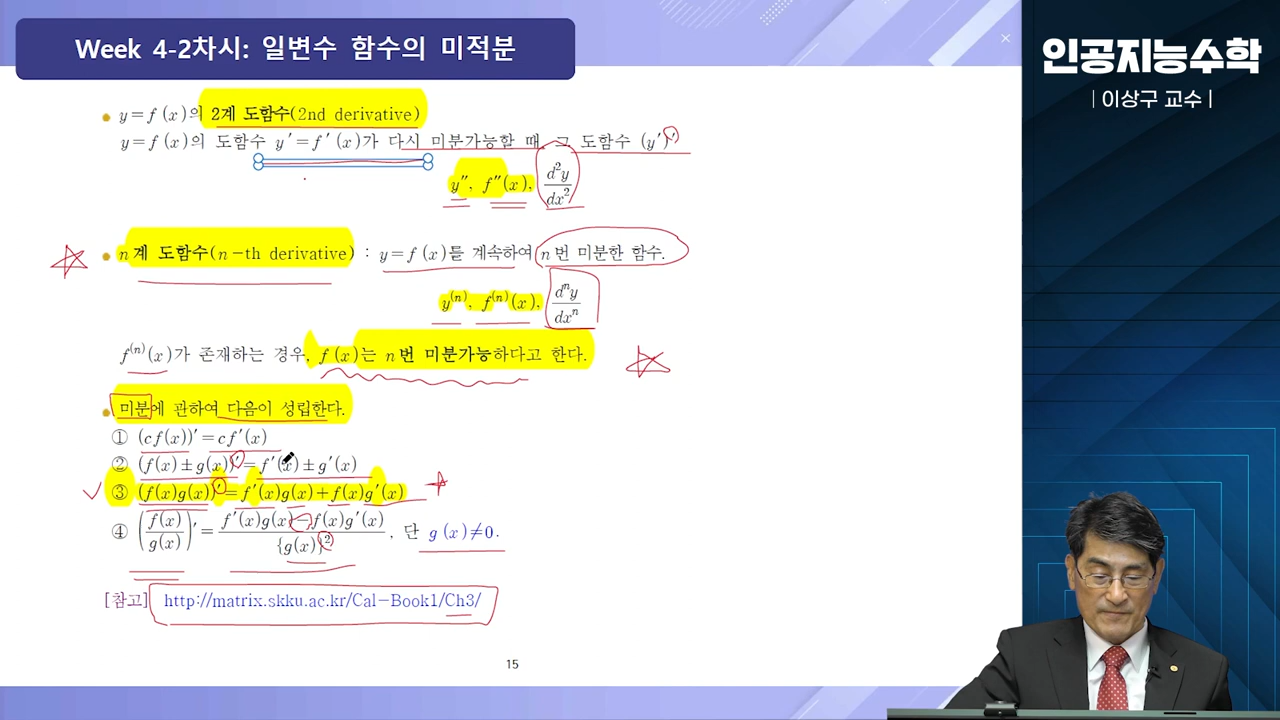 Week 4-2차시: 일변수 함수의 미적분
인공지능수학
| 이상구 교수 |
y=f(x)의 2계 도함수(2nd derivative)
y=f(x)의 도함수 y′=f′(x)가 다시 미분가능할 때, 그 도함수 (y′)′
y″, f″(x), d²y/dx²
n계 도함수(n-th derivative) : y=f(x)를 계속하여 n번 미분한 함수.
y⁽ⁿ⁾, f⁽ⁿ⁾(x), dⁿy/dxⁿ
f⁽ⁿ⁾(x)가 존재하는 경우, f(x)는 n번 미분가능하다고 한다.
미분에 관하여 다음이 성립한다.
① (cf(x))′=cf′(x)
② (f(x)±g(x))′=f′(x)±g′(x)
③ (f(x)g(x))′=f′(x)g(x)+f(x)g′(x)
④ (f(x)/g(x))′= f′(x)g(x)-f(x)g′(x)/{g(x)}², 단 g(x)≠0.
[참고] http://matrix.skku.ac.kr/Cal-Book1/Ch3/
15